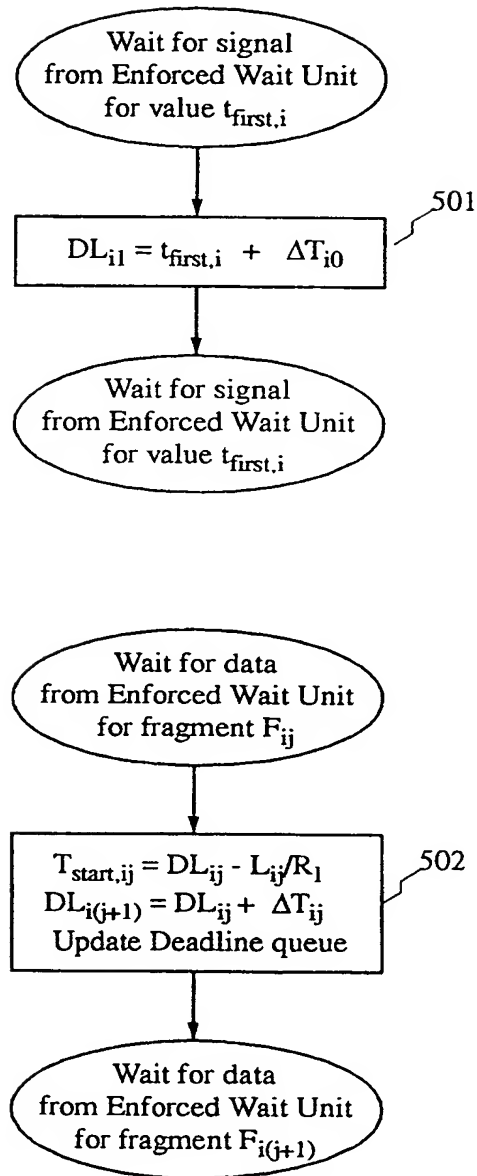 Wait for signal
from Enforced Wait Unit
for value t_first,i
501
DL_i1 = t_first,i + ΔT_i0
Wait for signal
from Enforced Wait Unit
for value t_first,i
Wait for data
from Enforced Wait Unit
for fragment F_ij
502
T_start,ij = DL_ij - L_ij/R_l
DL_i(j+1) = DL_ij + ΔT_ij
Update Deadline queue
Wait for data
from Enforced Wait Unit
for fragment F_i(j+1)